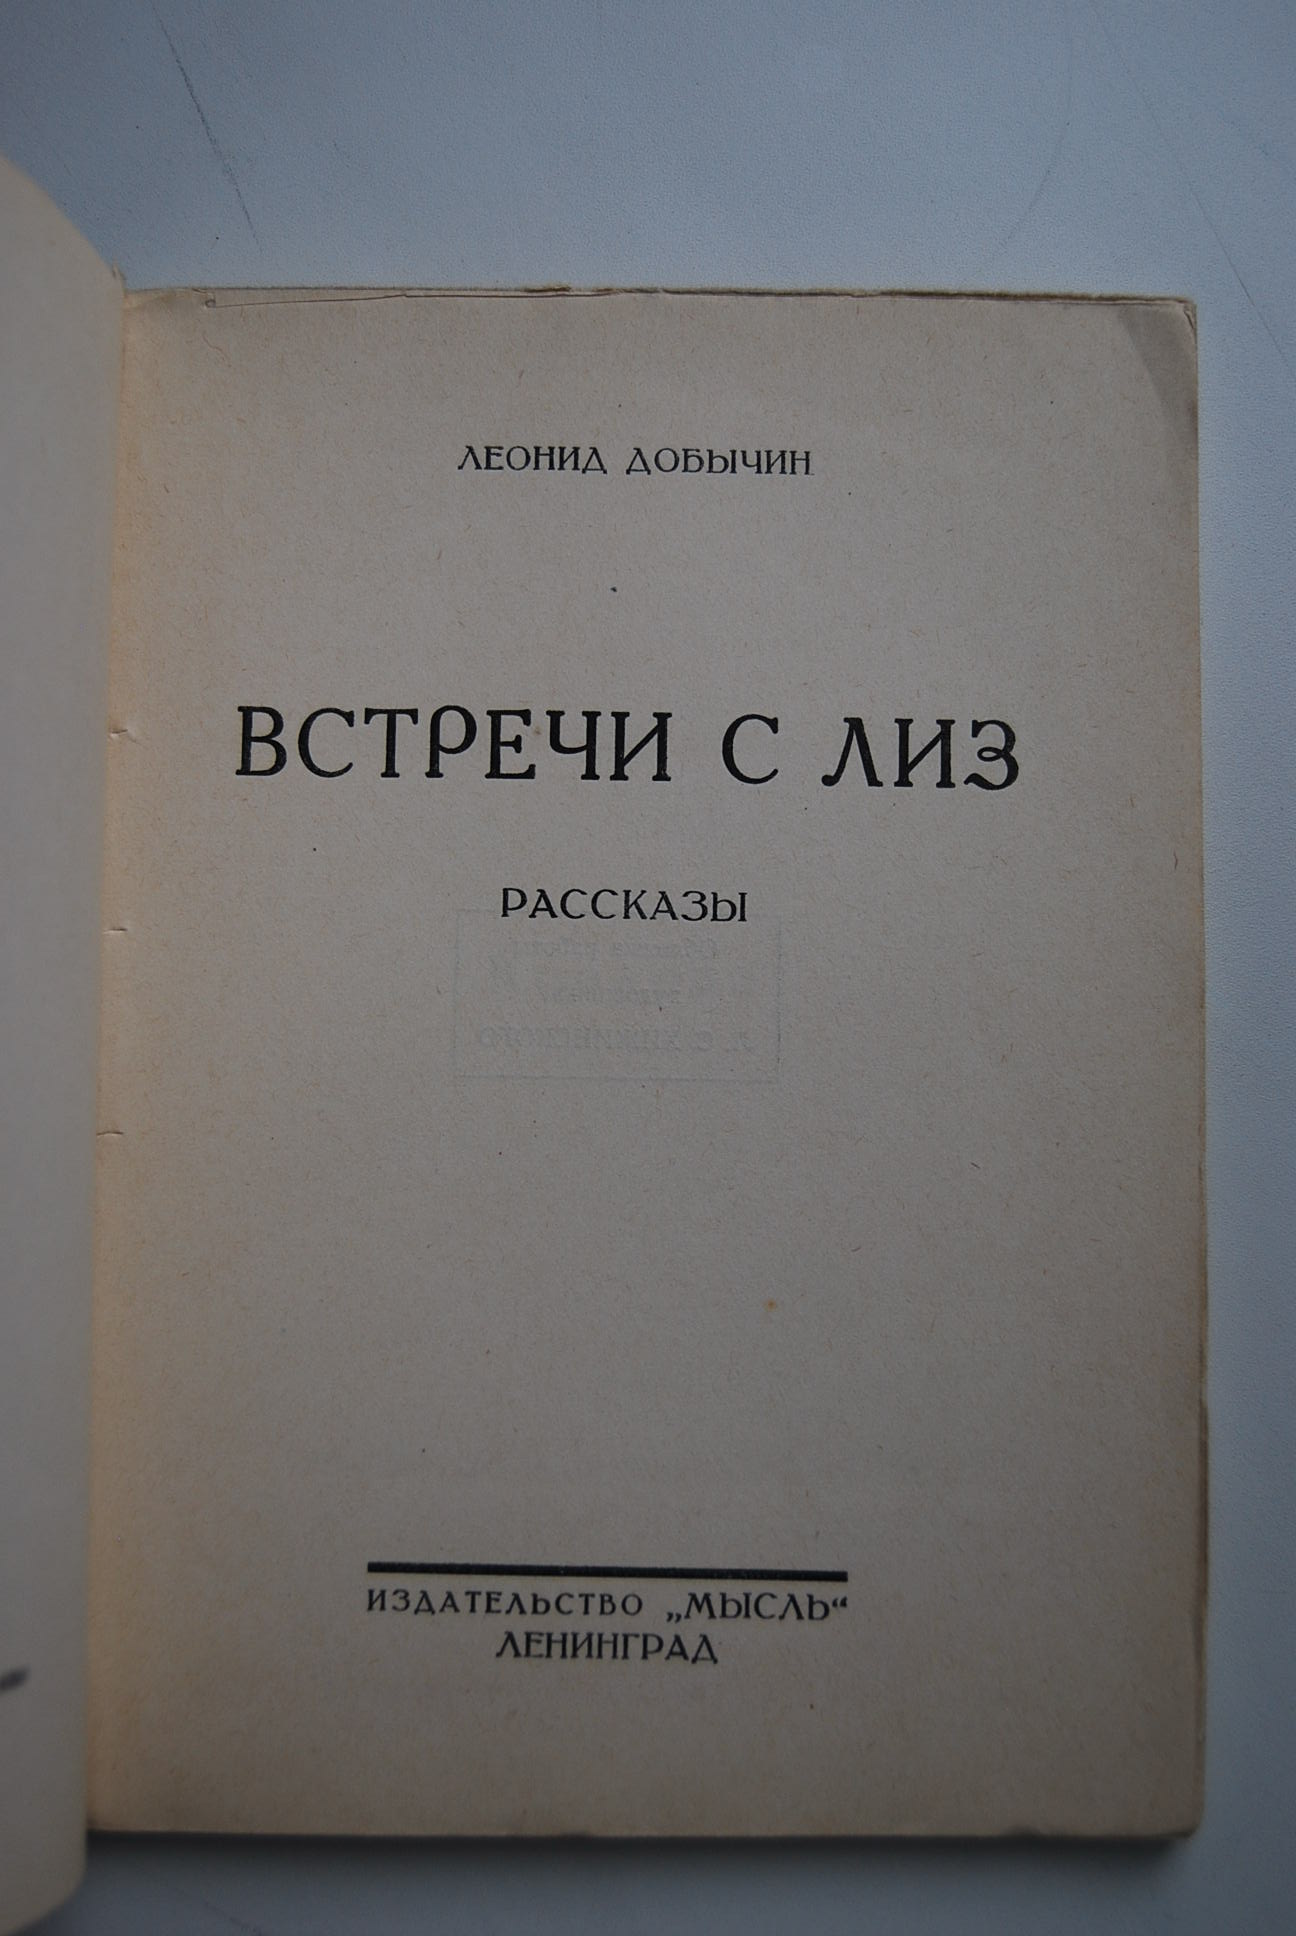 ЛЕОНИД ДОБЫЧИН
ВСТРЕЧИ С ЛИЗ
РАССКАЗЫ
ИЗДАТЕЛЬСТВО „МЫСЛЬ“
ЛЕНИНГРАД